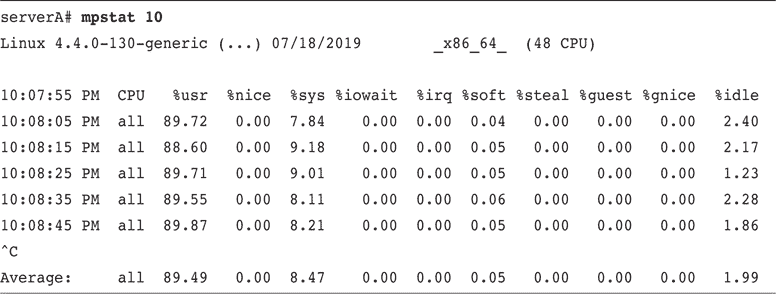 serverA# mpstat 10
Linux 4.4.0-130-generic (...) 07/18/2019 _x86_64_ (48 CPU)
10:07:55 PM CPU %usr %nice %sys %iowait %irq %soft %steal %guest %gnice %idle
10:08:05 PM all 89.72 0.00 7.84 0.00 0.00 0.04 0.00 0.00 0.00 2.40
10:08:15 PM all 88.60 0.00 9.18 0.00 0.00 0.05 0.00 0.00 0.00 2.17
10:08:25 PM all 89.71 0.00 9.01 0.00 0.00 0.05 0.00 0.00 0.00 1.23
10:08:35 PM all 89.55 0.00 8.11 0.00 0.00 0.06 0.00 0.00 0.00 2.28
10:08:45 PM all 89.87 0.00 8.21 0.00 0.00 0.05 0.00 0.00 0.00 1.86
^C
Average: all 89.49 0.00 8.47 0.00 0.00 0.05 0.00 0.00 0.00 1.99